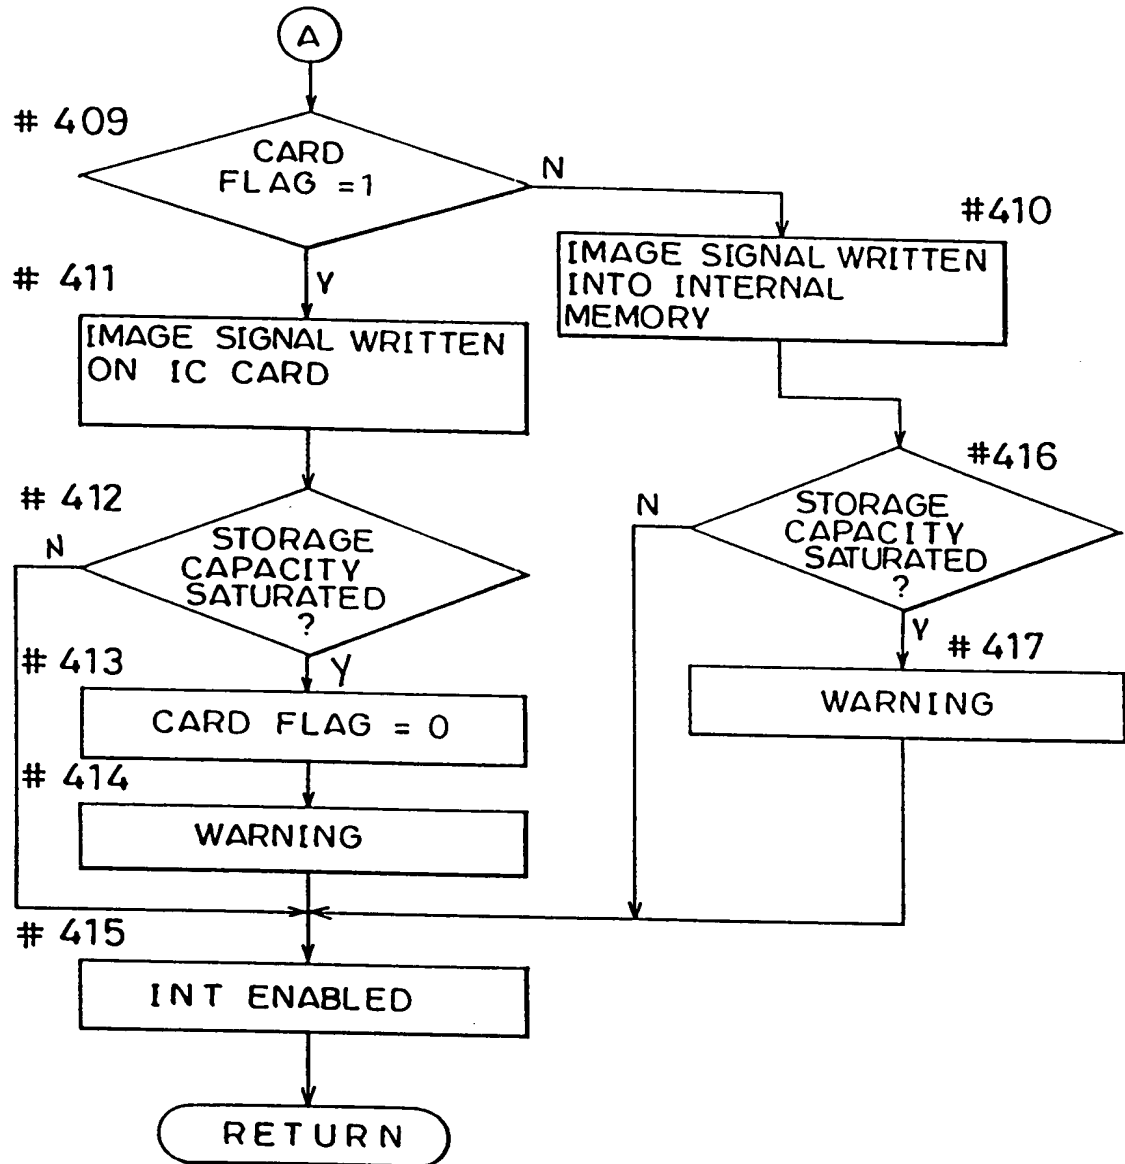 A
# 409
CARD
FLAG =1
N
#410
# 411
Y
IMAGE SIGNAL WRITTEN
INTO INTERNAL
MEMORY
IMAGE SIGNAL WRITTEN
ON IC CARD
# 412
N
STORAGE
CAPACITY
SATURATED
?
Y
#416
N
STORAGE
CAPACITY
SATURATED
?
Y
# 413
CARD FLAG = 0
# 417
WARNING
# 414
WARNING
# 415
INT ENABLED
RETURN